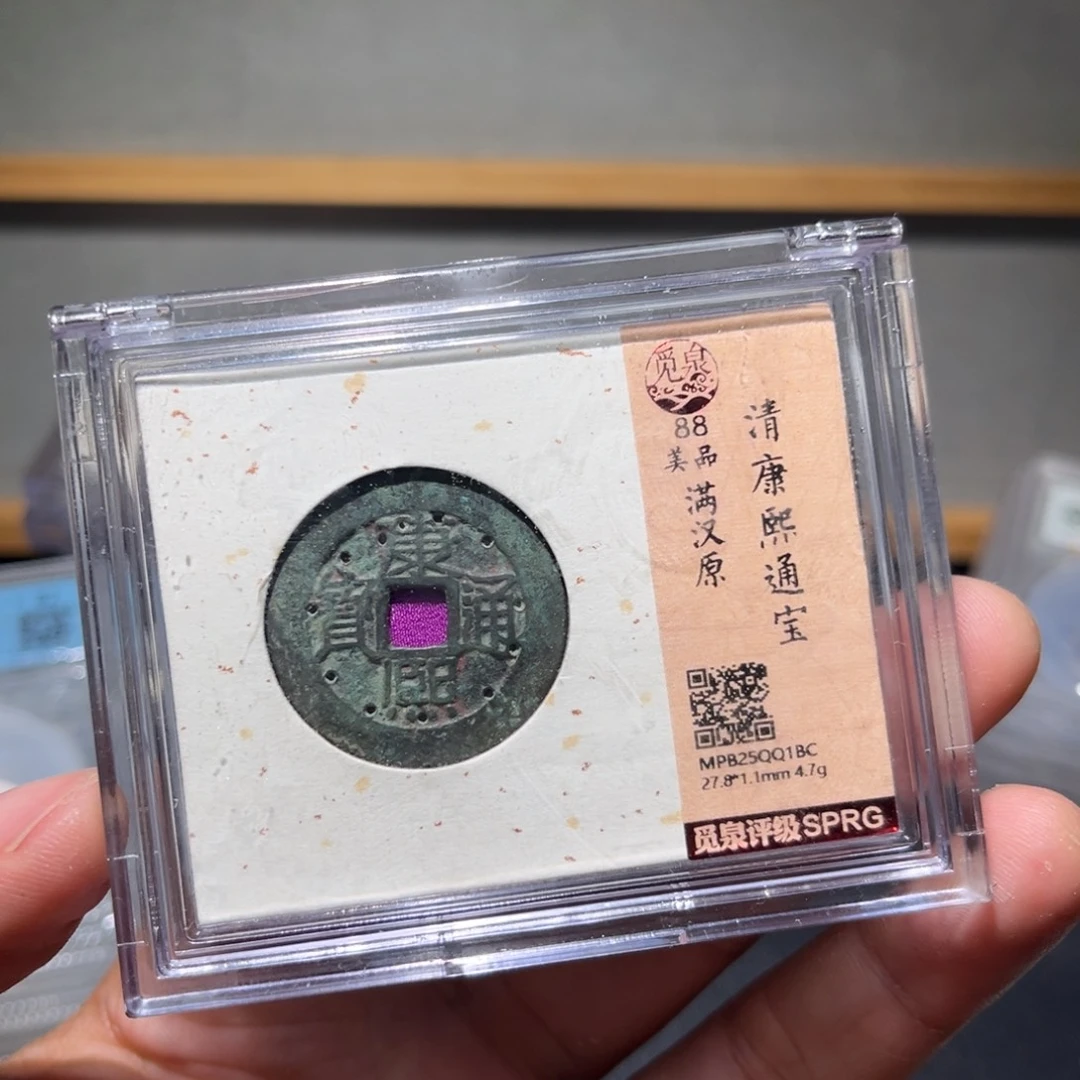 康熙通寶
觅泉
88
美品
满汉原
清康熙通宝
MPB25QQ1BC
27.8*1.1mm 4.7g
觅泉评级SPRG